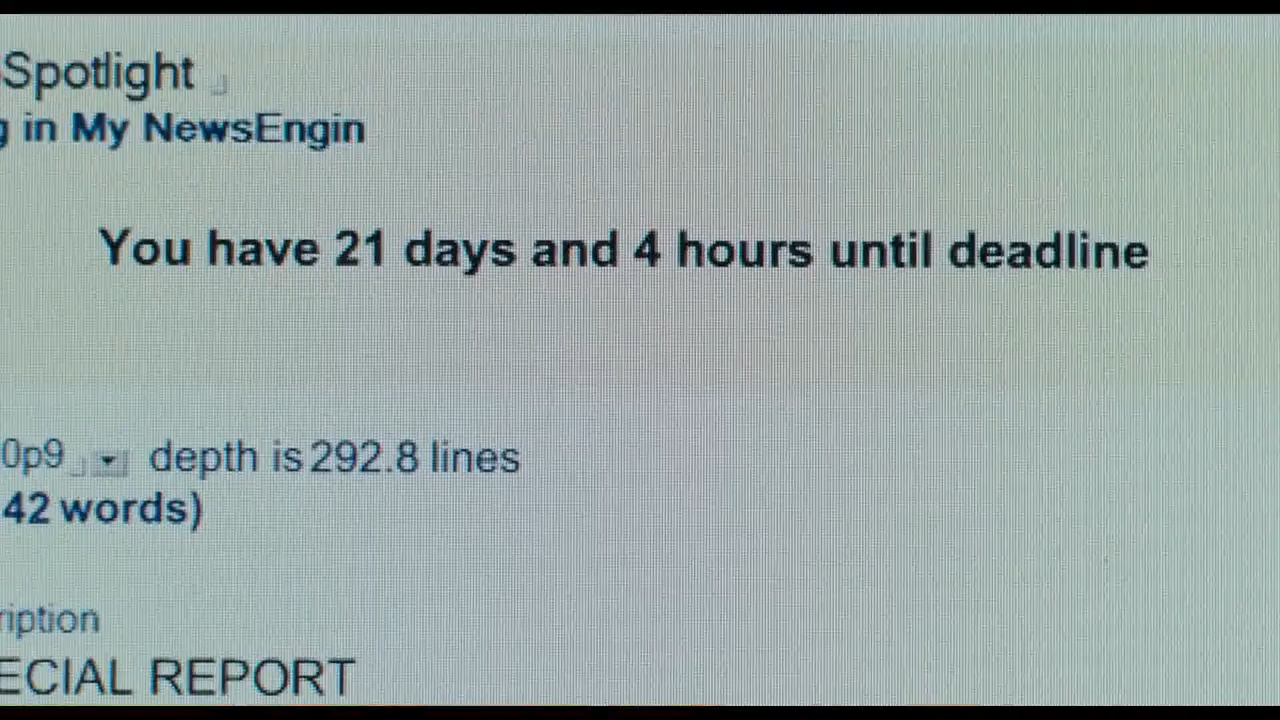 Spotlight
g in My NewsEngin
You have 21 days and 4 hours until deadline
0p9 depth is 292.8 lines
42 words)
ription
ECIAL REPORT